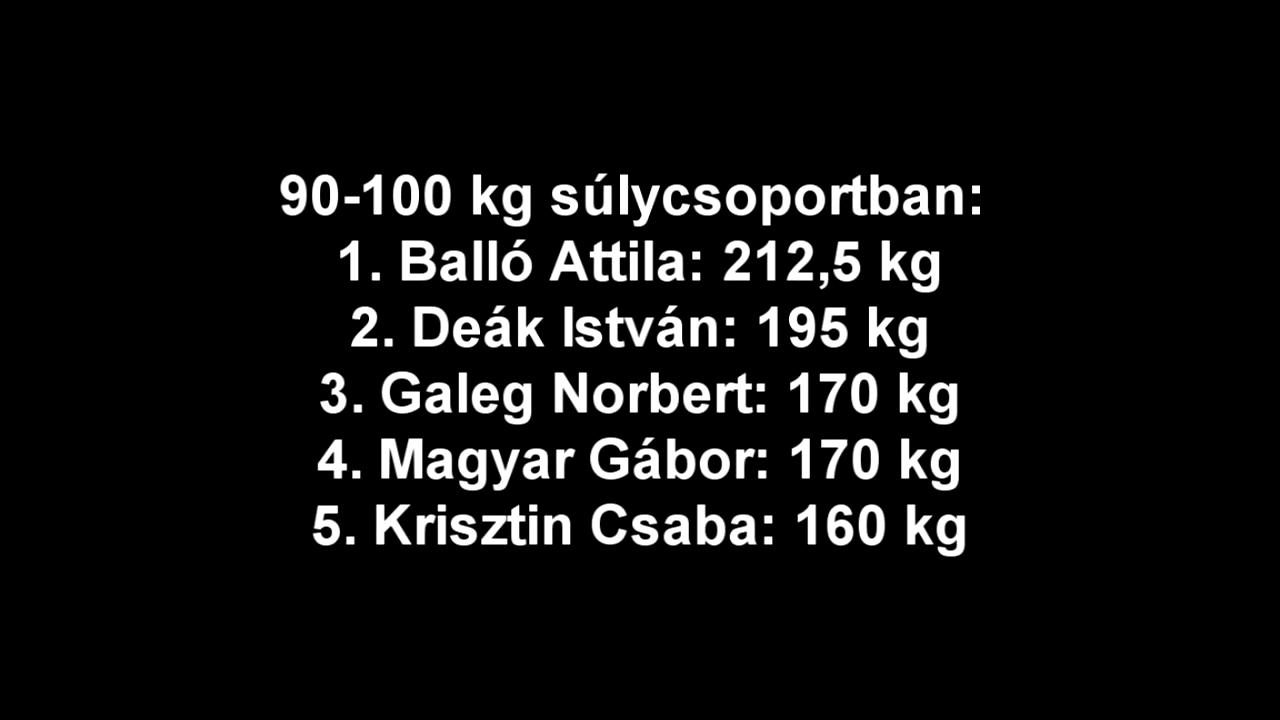 90-100 kg súlycsoportban:
1. Balló Attila: 212,5 kg
2. Deák István: 195 kg
3. Galeg Norbert: 170 kg
4. Magyar Gábor: 170 kg
5. Krisztin Csaba: 160 kg